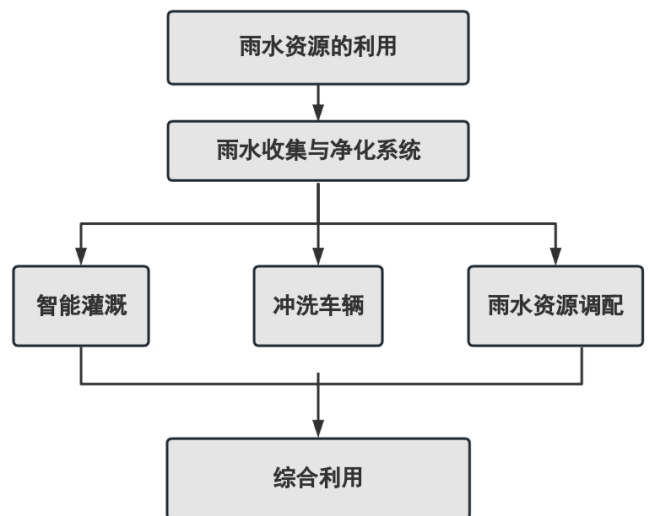 雨水资源的利用
雨水收集与净化系统
智能灌溉
冲洗车辆
雨水资源调配
综合利用